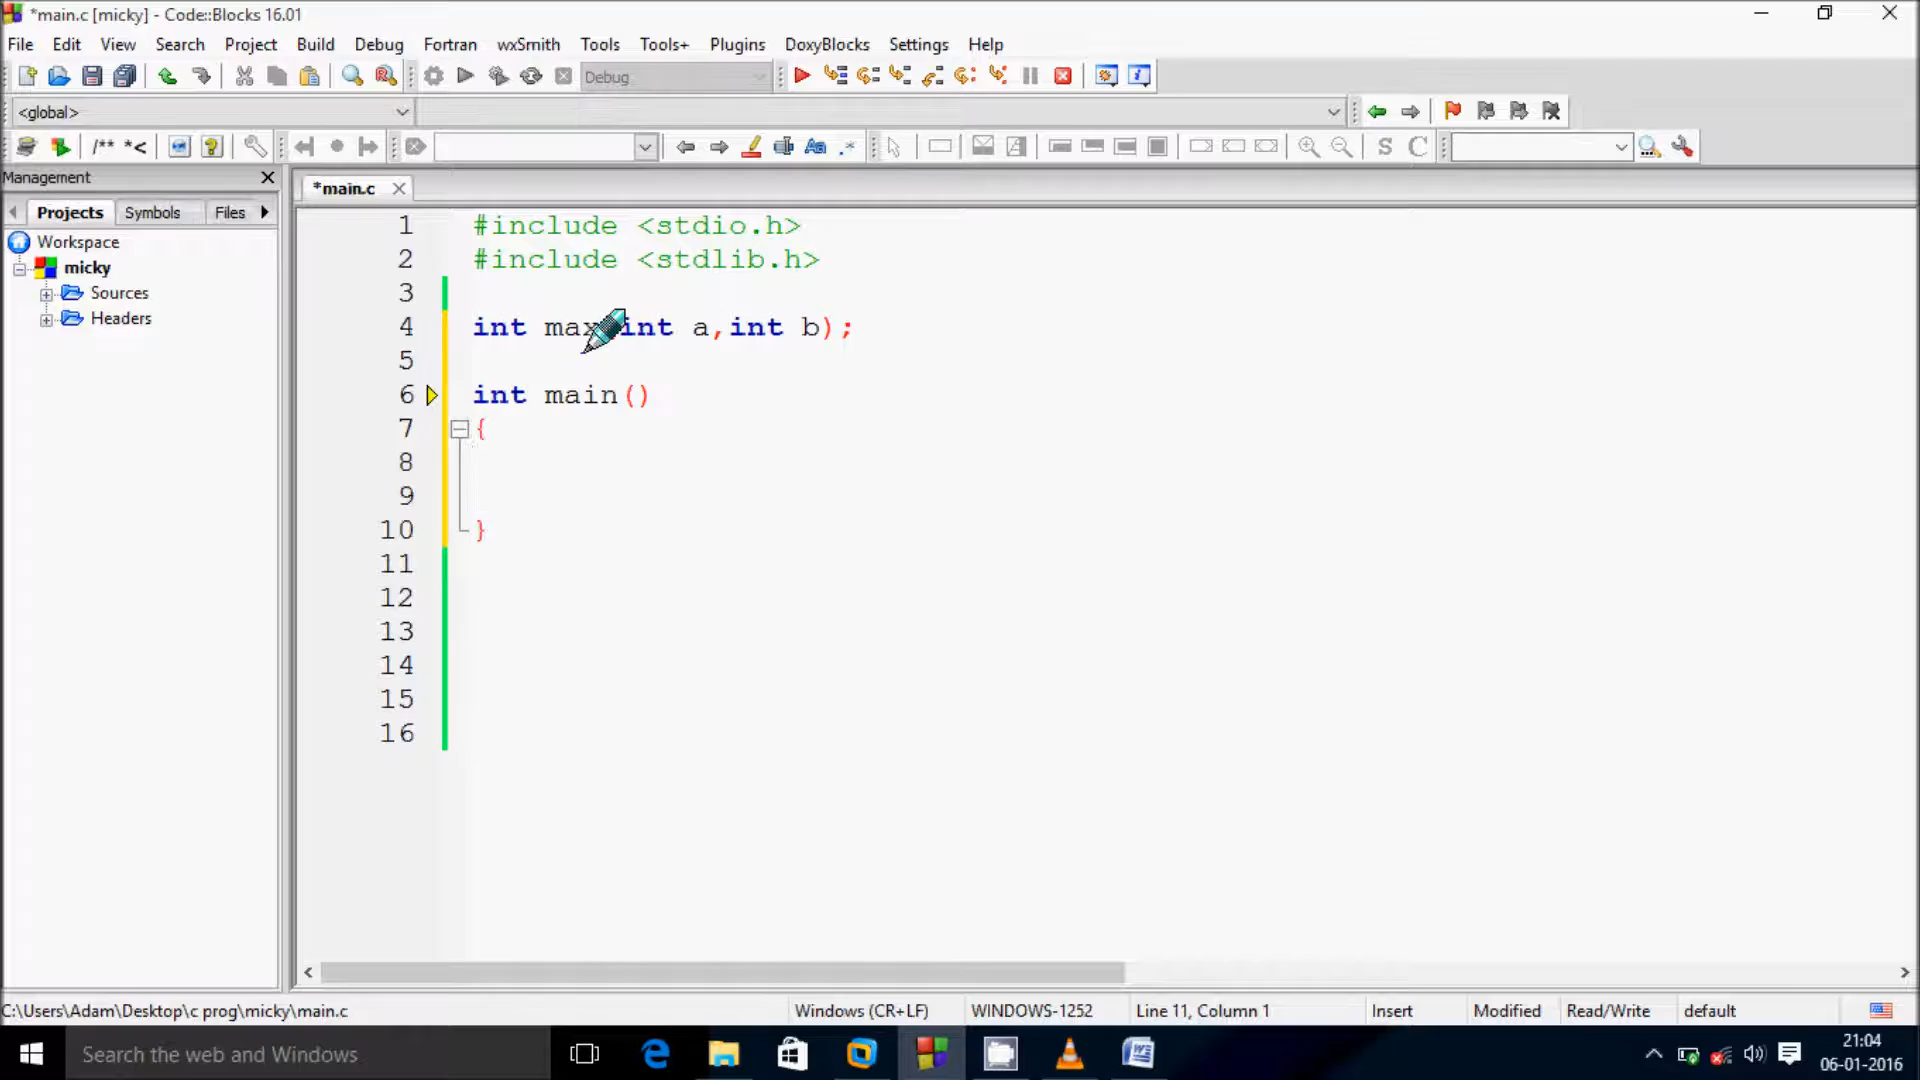 *main.c [micky] - Code::Blocks 16.01
File Edit View Search Project Build Debug Fortran wxSmith Tools Tools+ Plugins DoxyBlocks Settings Help
Debug
<global>
/** *<
S C
Management
Projects Symbols Files
*main.c
Workspace
micky
Sources
Headers
1 #include <stdio.h>
2 #include <stdlib.h>
3
4 int max int a,int b);
5
6 int main()
7 {
8
9
10 }
11
12
13
14
15
16
C:\Users\Adam\Desktop\c prog\micky\main.c Windows (CR+LF) WINDOWS-1252 Line 11, Column 1 Insert Modified Read/Write default
Search the web and Windows
21:04
06-01-2016